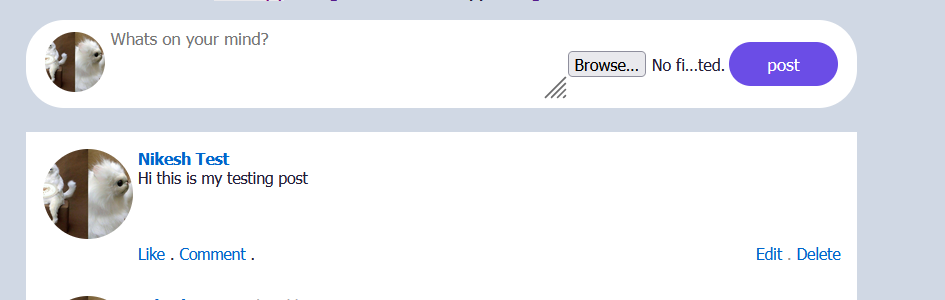 Whats on your mind?
Browse... No fi...ted. post
Nikesh Test
Hi this is my testing post
Like . Comment . Edit . Delete